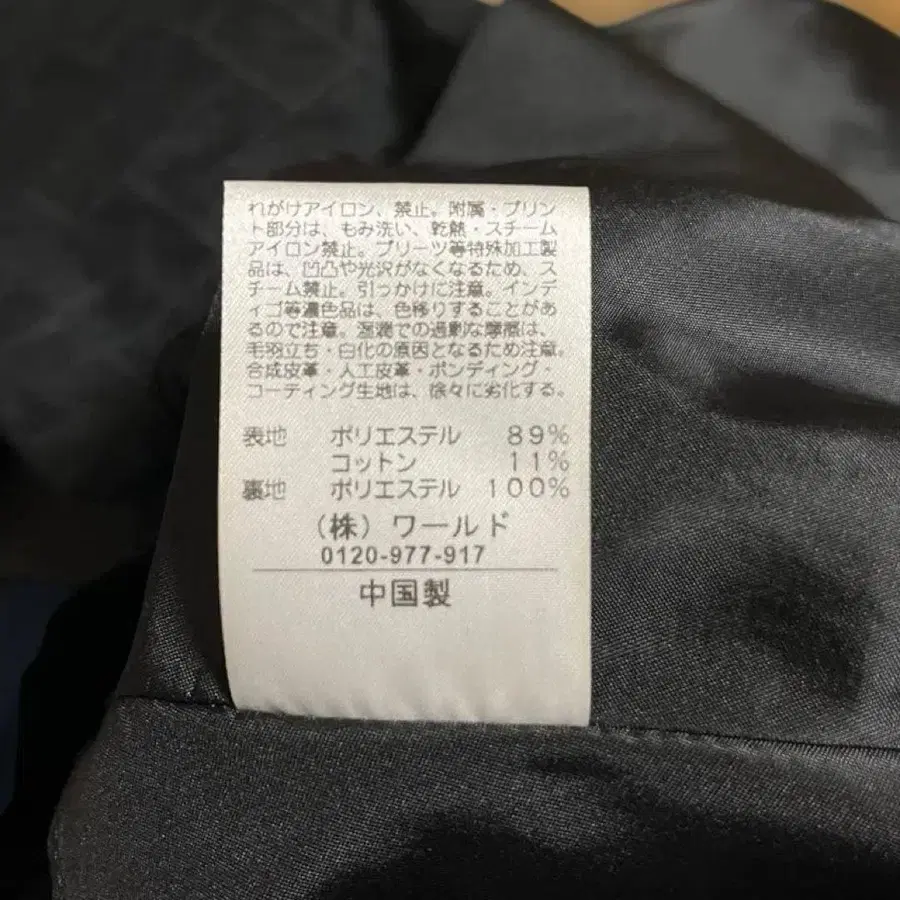 れがけアイロン、禁止。附属・プリン
ト部分は、もみ洗い、乾熱・スチーム
アイロン禁止。プリーツ等特殊加工製
品は、凹凸や光沢がなくなるため、ス
チーム禁止。引っかけに注意。インデ
ィゴ等濃色品は、色移りすることがあ
るので注意。湿潤での過剰な摩擦は、
毛羽立ち・白化の原因となるため注意。
合成皮革・人工皮革・ボンディング・
コーティング生地は、徐々に劣化する。
表地 ポリエステル 89%
コットン 11%
裏地 ポリエステル 100%
（株）ワールド
0120-977-917
中国製